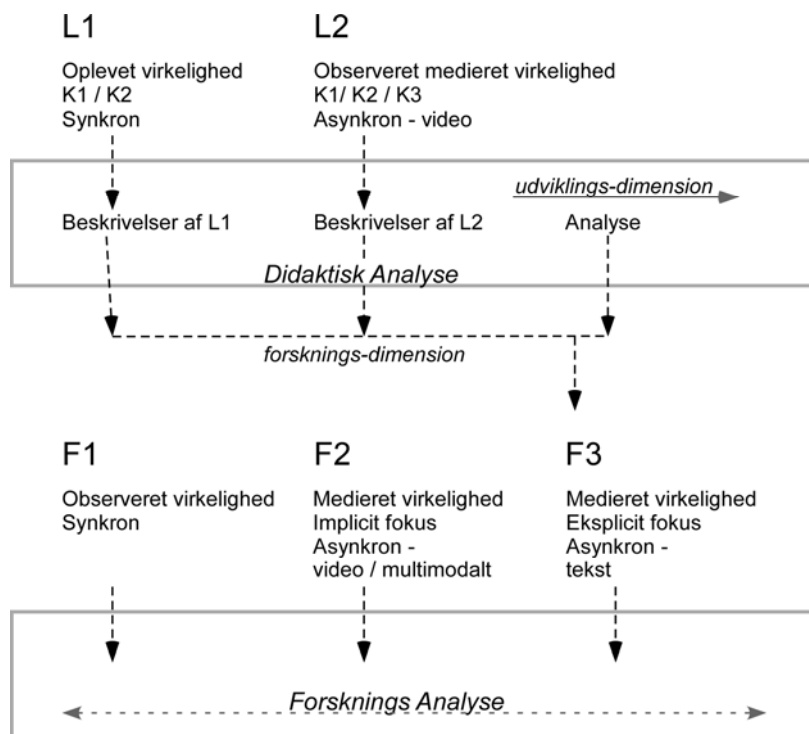 L1
Oplevet virkelighed
K1 / K2
Synkron
L2
Observeret medieret virkelighed
K1/ K2 / K3
Asynkron - video
udviklings-dimension
Beskrivelser af L1
Beskrivelser af L2
Analyse
Didaktisk Analyse
forsknings-dimension
F1
Observeret virkelighed
Synkron
F2
Medieret virkelighed
Implicit fokus
Asynkron -
video / multimodalt
F3
Medieret virkelighed
Eksplicit fokus
Asynkron -
tekst
Forsknings Analyse